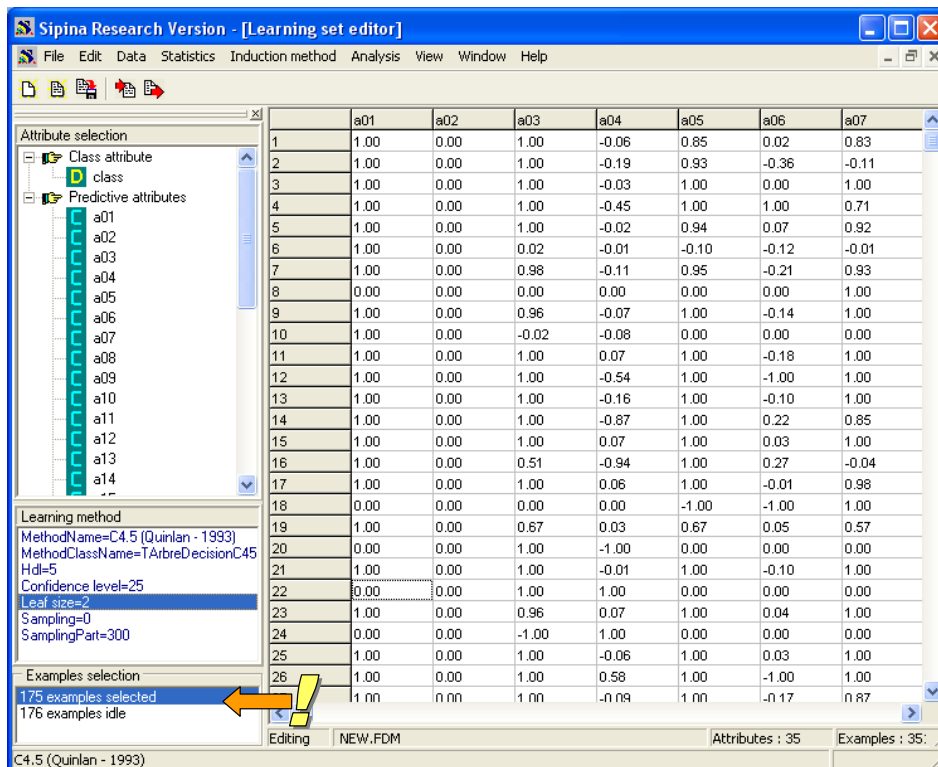 Sipina Research Version - [Learning set editor]
File Edit Data Statistics Induction method Analysis View Window Help
Attribute selection
Class attribute
D class
Predictive attributes
C a01
C a02
C a03
C a04
C a05
C a06
C a07
C a08
C a09
C a10
C a11
C a12
C a13
C a14
Learning method
MethodName=C4.5 (Quinlan - 1993)
MethodClassName=TArbreDecisionC45
Hdl=5
Confidence level=25
Leaf size=2
Sampling=0
SamplingPart=300
Examples selection
175 examples selected
176 examples idle
a01 a02 a03 a04 a05 a06 a07
1 1.00 0.00 1.00 -0.06 0.85 0.02 0.83
2 1.00 0.00 1.00 -0.19 0.93 -0.36 -0.11
3 1.00 0.00 1.00 -0.03 1.00 0.00 1.00
4 1.00 0.00 1.00 -0.45 1.00 1.00 0.71
5 1.00 0.00 1.00 -0.02 0.94 0.07 0.92
6 1.00 0.00 0.02 -0.01 -0.10 -0.12 -0.01
7 1.00 0.00 0.98 -0.11 0.95 -0.21 0.93
8 0.00 0.00 0.00 0.00 0.00 0.00 1.00
9 1.00 0.00 0.96 -0.07 1.00 -0.14 1.00
10 1.00 0.00 -0.02 -0.08 0.00 0.00 0.00
11 1.00 0.00 1.00 0.07 1.00 -0.18 1.00
12 1.00 0.00 1.00 -0.54 1.00 -1.00 1.00
13 1.00 0.00 1.00 -0.16 1.00 -0.10 1.00
14 1.00 0.00 1.00 -0.87 1.00 0.22 0.85
15 1.00 0.00 1.00 0.07 1.00 0.03 1.00
16 1.00 0.00 0.51 -0.94 1.00 0.27 -0.04
17 1.00 0.00 1.00 0.06 1.00 -0.01 0.98
18 0.00 0.00 0.00 0.00 -1.00 -1.00 1.00
19 1.00 0.00 0.67 0.03 0.67 0.05 0.57
20 0.00 0.00 1.00 -1.00 0.00 0.00 0.00
21 1.00 0.00 1.00 -0.01 1.00 -0.10 1.00
22 0.00 0.00 1.00 1.00 0.00 0.00 0.00
23 1.00 0.00 0.96 0.07 1.00 0.04 1.00
24 0.00 0.00 -1.00 1.00 0.00 0.00 0.00
25 1.00 0.00 1.00 -0.06 1.00 0.03 1.00
26 1.00 0.00 1.00 0.58 1.00 -1.00 1.00
1.00 0.00 1.00 -0.09 1.00 -0.17 0.87
Editing NEW.FDM Attributes : 35 Examples : 351
C4.5 (Quinlan - 1993)